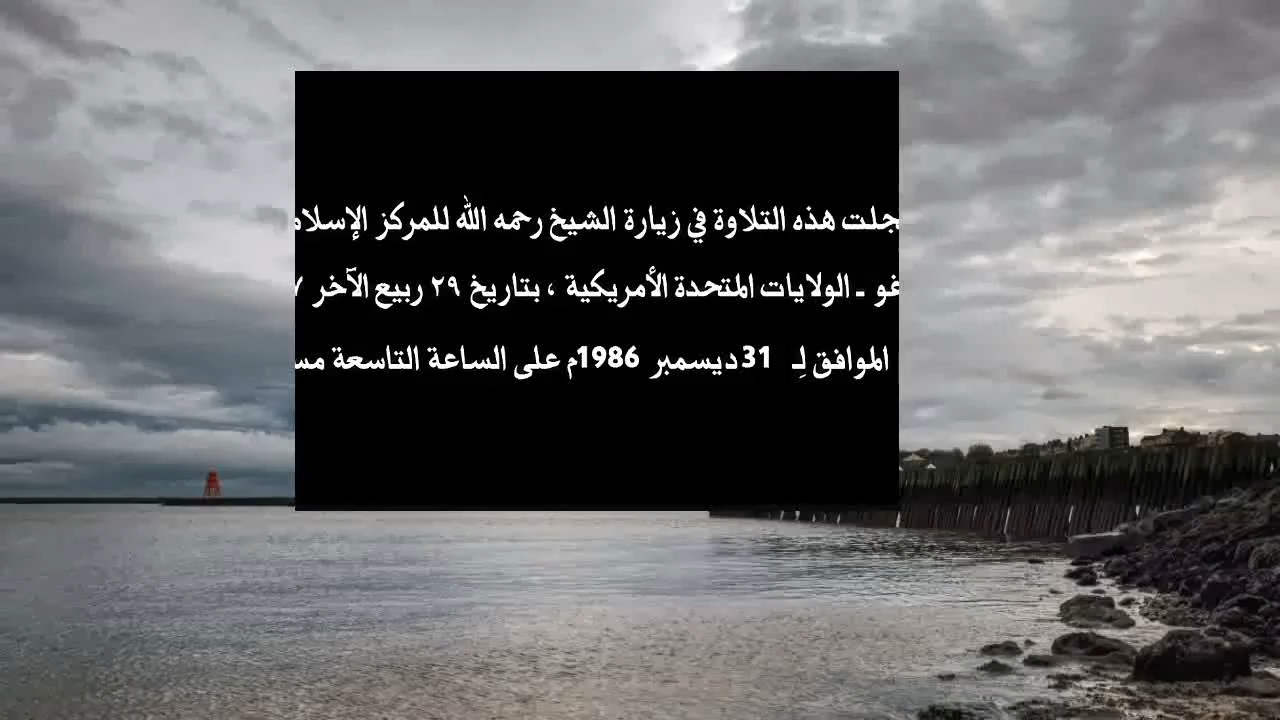 جلت هذه التلاوة في زيارة الشيخ رحمه الله للمركز الإسلا
غو - الولايات المتحدة الأمريكية ، بتاريخ ٢٩ ربيع الآخر ٧
الموافق لِـ 31 ديسمبر 1986م على الساعة التاسعة مس